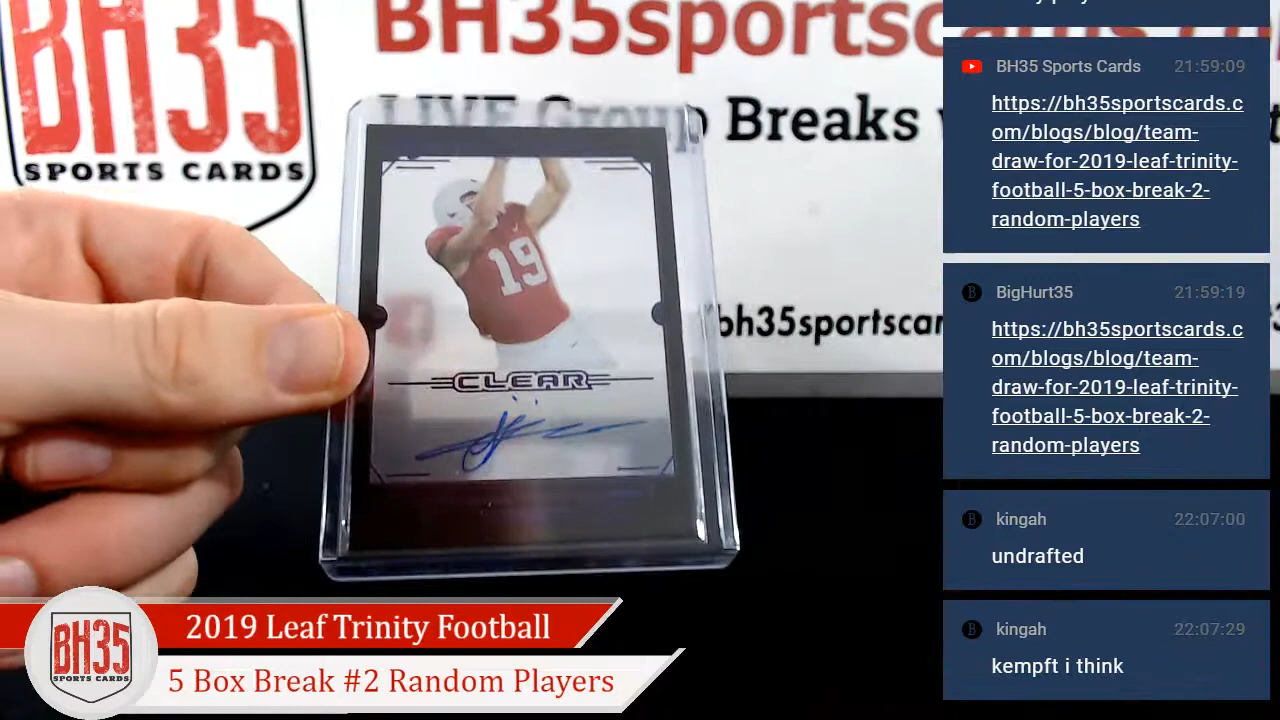 BH35
SPORTS CARDS
BH35sportscards
LIVE Group Breaks
bh35sportscar
19
CLEAR
BH35 Sports Cards 21:59:09
https://bh35sportscards.c
om/blogs/blog/team-
draw-for-2019-leaf-trinity-
football-5-box-break-2-
random-players
BigHurt35 21:59:19
https://bh35sportscards.c
om/blogs/blog/team-
draw-for-2019-leaf-trinity-
football-5-box-break-2-
random-players
kingah 22:07:00
undrafted
kingah 22:07:29
kempft i think
BH35
SPORTS CARDS
2019 Leaf Trinity Football
5 Box Break #2 Random Players